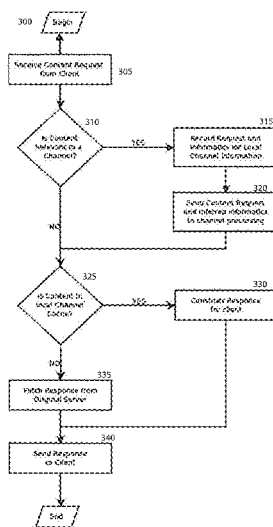 300
Begin
Receive Content Request
from Client
305
310
Is Content
Relevant to a
Channel?
YES
315
Record Request and
Informatics for Local
Channel Information
320
Send Content Request
and Inferred Informatics
to channel processing
NO
325
Is Content in
Local Channel
Cache?
YES
330
Construct Response
for client
NO
335
Fetch Response from
Original Server
340
Send Response
to Client
End